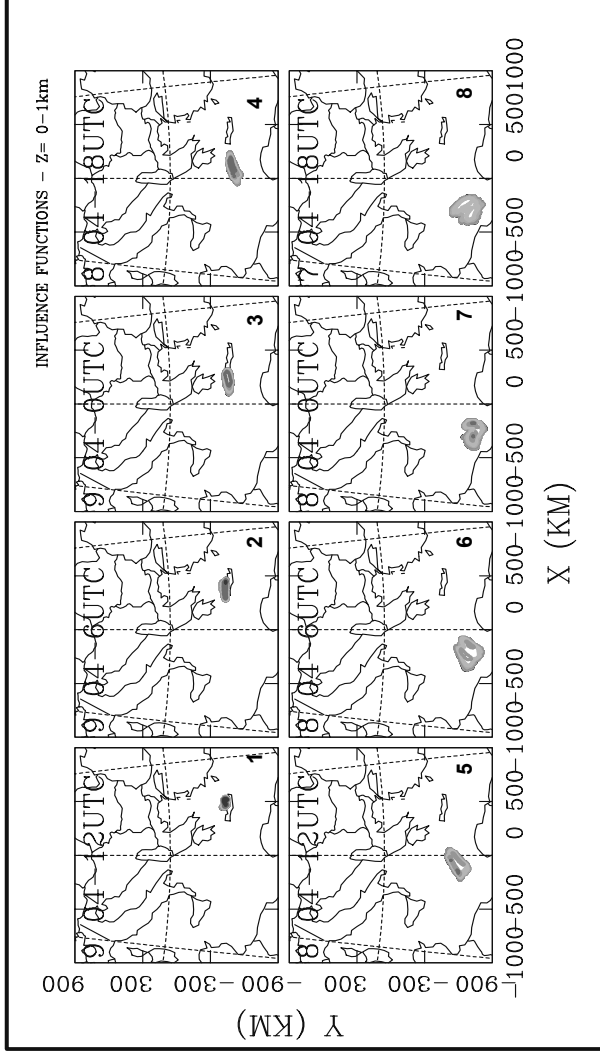 INFLUENCE FUNCTIONS - Z= 0-1km
9 04-12UTC
1
9 04-6UTC
2
9 04-0UTC
3
8 04-18UTC
4
8 04-12UTC
5
8 04-6UTC
6
8 04-0UTC
7
7 04-18UTC
8
900
300
-300
-900
900
300
-300
-900
Y (KM)
-1000-500 0 500-1000-500 0 500-1000-500 0 500-1000-500 0 5001000
X (KM)